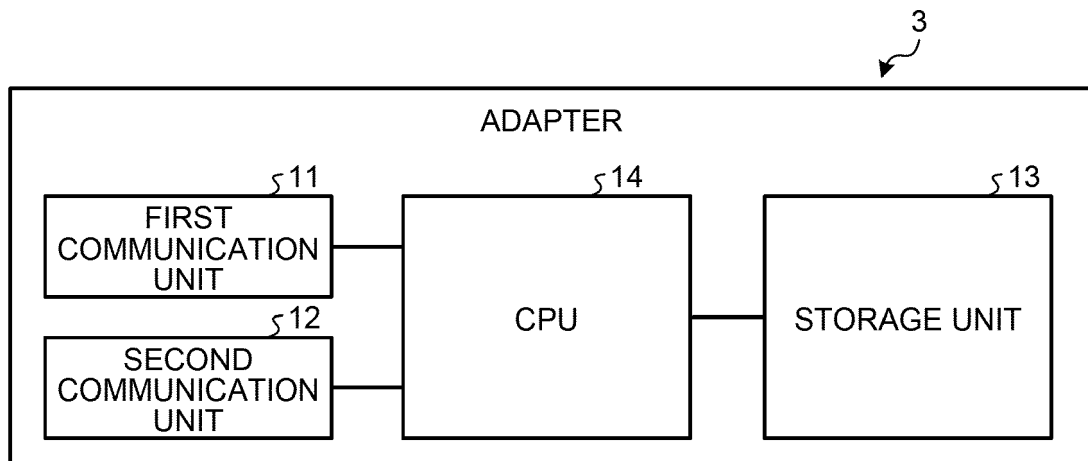 3
ADAPTER
11
FIRST
COMMUNICATION
UNIT
12
SECOND
COMMUNICATION
UNIT
14
CPU
13
STORAGE UNIT